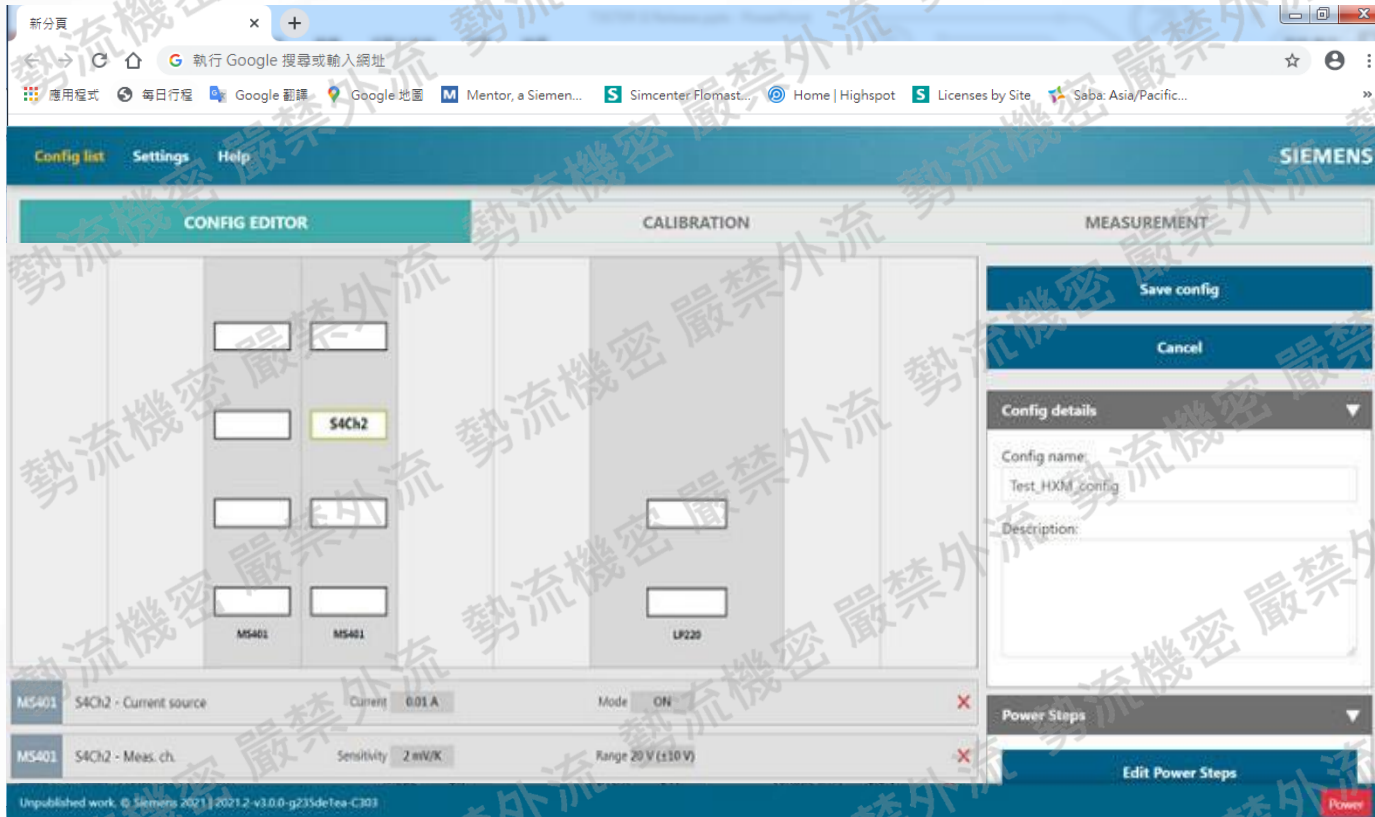 新分頁
執行 Google 搜尋或輸入網址
應用程式 每日行程 Google 翻譯 Google 地圖 Mentor, a Siemen... Simcenter Flomast... Home | Highspot Licenses by Site Saba: Asia/Pacific... »
Config list Settings Help SIEMENS
CONFIG EDITOR CALIBRATION MEASUREMENT
Save config
Cancel
Config details
Config name:
Test_HXM_config
Description:
S4Ch2
MS401 MS401 LP220
MS401 S4Ch2 - Current source Current 0.01 A Mode ON
MS401 S4Ch2 - Meas. ch. Sensitivity 2 mV/K Range 20 V (±10 V)
Power Steps
Edit Power Steps
Unpublished work. © Siemens 2021 | 2021.2-v3.0.0-g235de1ea-C303 Power
勢流機密 嚴禁外流